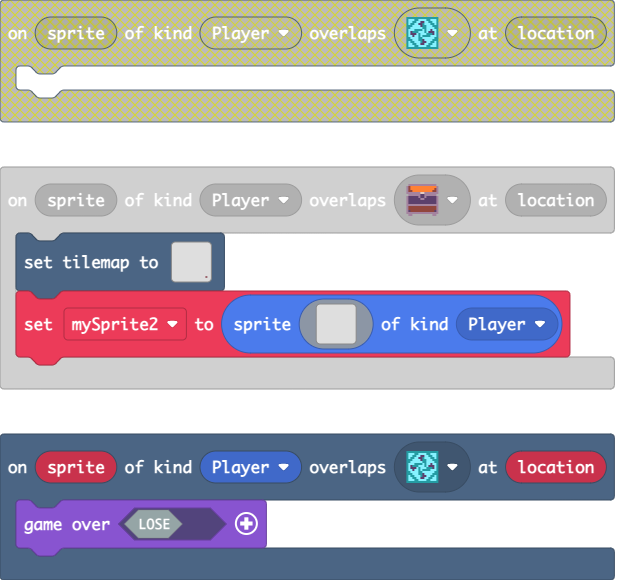 on sprite of kind Player overlaps at location
on sprite of kind Player overlaps at location
set tilemap to
set mySprite2 to sprite of kind Player
on sprite of kind Player overlaps at location
game over LOSE